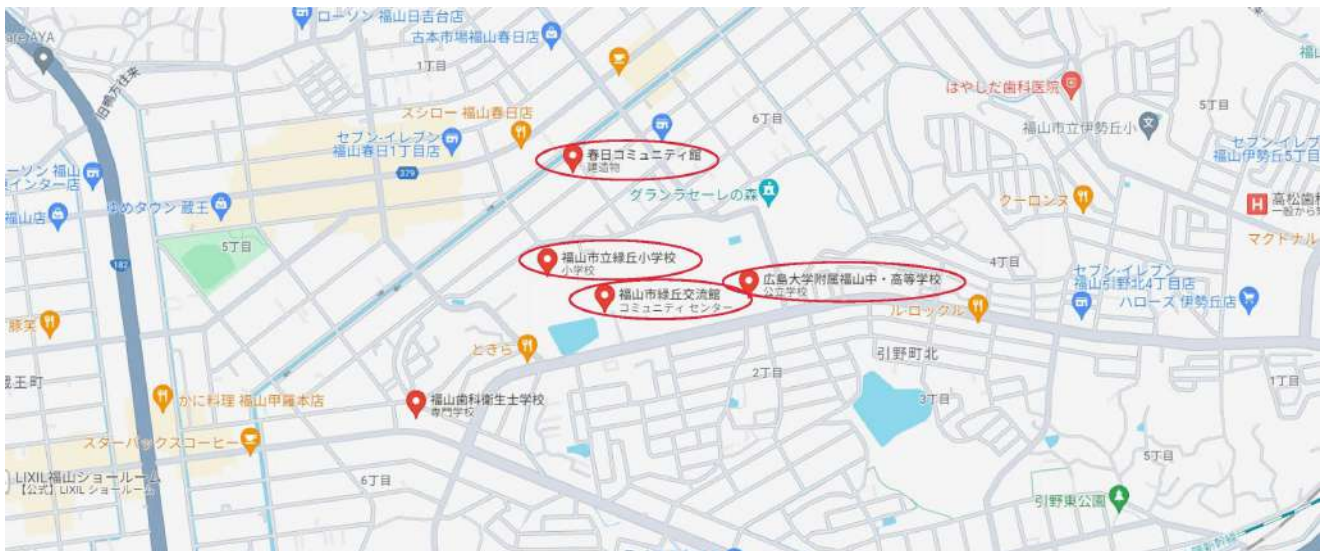 ローソン 福山日吉台店
古本市場福山春日店
旧鴨方往来
1丁目
スシロー 福山春日店
セブン-イレブン
福山春日1丁目店
379
6丁目
はやしだ歯科医院
福山市立伊勢丘小
5丁目
セブン-イレブン
福山伊勢丘5丁目
春日コミュニティ館
建造物
グランラセーレの森
クーロンヌ
高松歯科
マクドナル
ゆめタウン 蔵王
福山店
5丁目
182
福山市立緑丘小学校
小学校
福山市緑丘交流館
コミュニティ センター
広島大学附属福山中・高等学校
公立学校
4丁目
セブン-イレブン
福山引野北4丁目店
ハローズ 伊勢丘店
ル・ロックル
豚笑
ときら
引野町北
2丁目
3丁目
1丁目
かに料理 福山甲羅本店
福山歯科衛生士学校
専門学校
スターバックスコーヒー
LIXIL福山ショールーム
【公式】LIXIL ショールーム
6丁目
5丁目
引野東公園